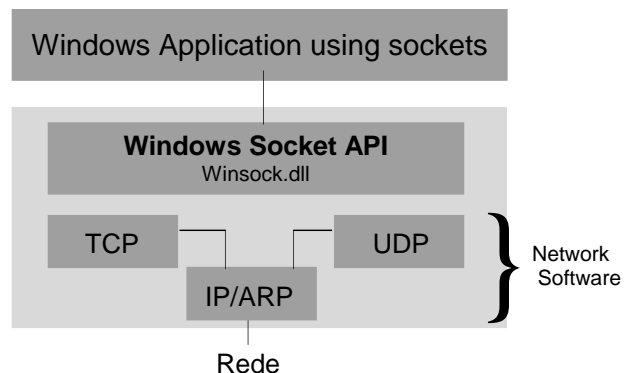 Windows Application using sockets
Windows Socket API
Winsock.dll
TCP
UDP
IP/ARP
Network
Software
Rede